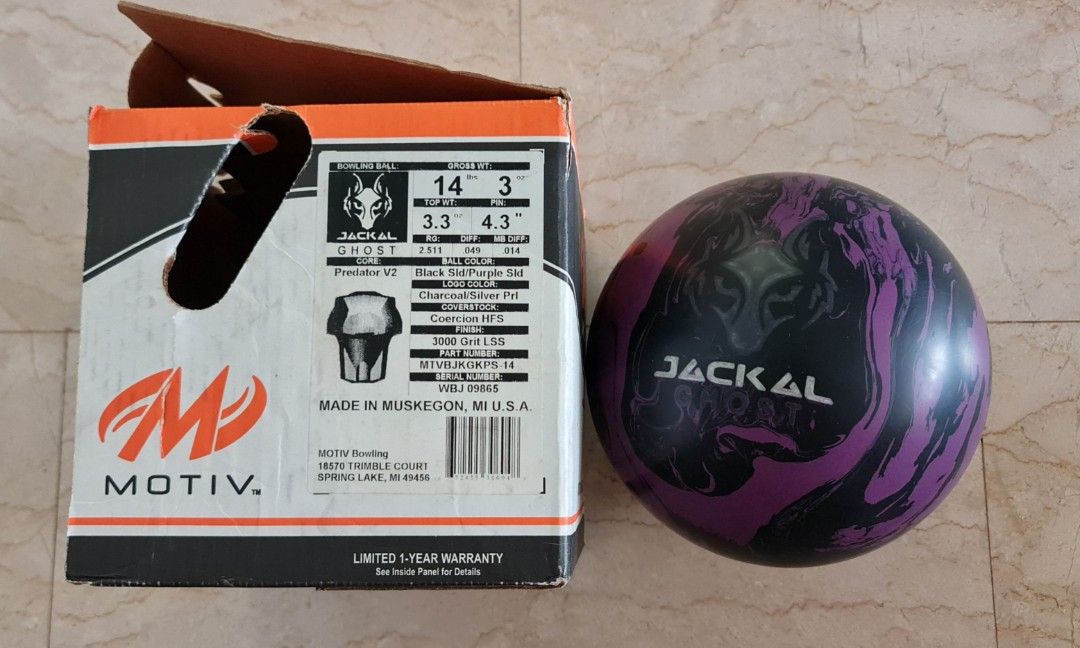 BOWLING BALL: GROSS WT:
14 lbs 3 oz
TOP WT: PIN:
3.3 oz 4.3 "
JACKAL
GHOST
RG: DIFF: MB DIFF:
2.511 .049 .014
CORE: BALL COLOR:
Predator V2 Black Sld/Purple Sld
LOGO COLOR:
Charcoal/Silver Prl
COVERSTOCK:
Coercion HFS
FINISH:
3000 Grit LSS
PART NUMBER:
MTVBJKGKPS-14
SERIAL NUMBER:
WBJ 09865
MADE IN MUSKEGON, MI U.S.A.
MOTIV Bowling
18570 TRIMBLE COURT
SPRING LAKE, MI 49456
MOTIV™
LIMITED 1-YEAR WARRANTY
See Inside Panel for Details
JACKAL
GHOST